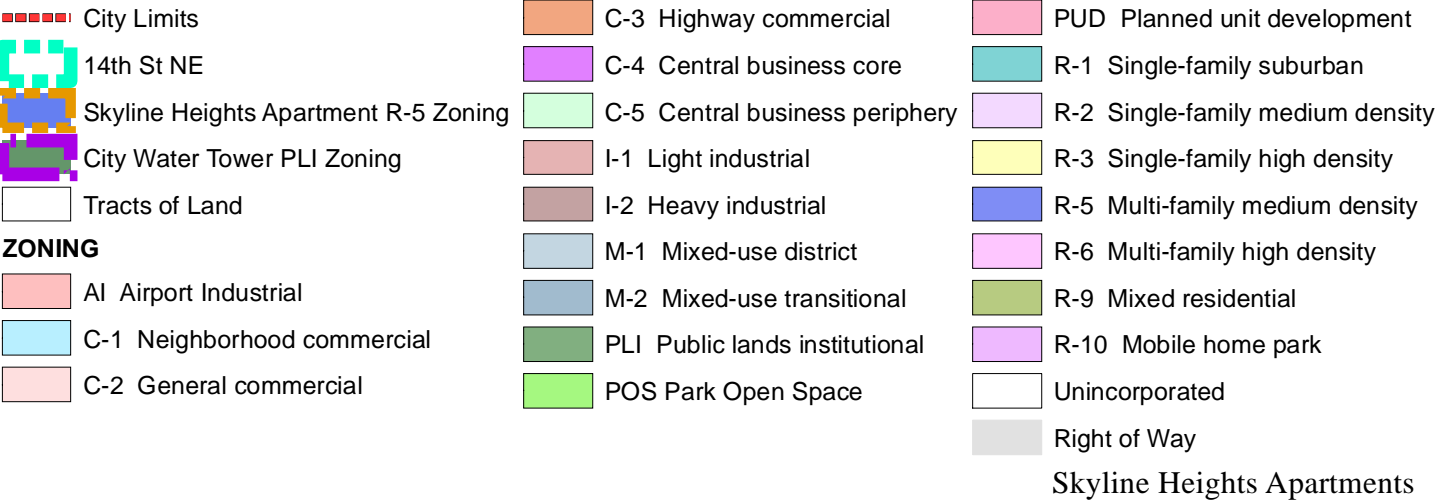 City Limits
14th St NE
Skyline Heights Apartment R-5 Zoning
City Water Tower PLI Zoning
Tracts of Land
ZONING
AI Airport Industrial
C-1 Neighborhood commercial
C-2 General commercial
C-3 Highway commercial
C-4 Central business core
C-5 Central business periphery
I-1 Light industrial
I-2 Heavy industrial
M-1 Mixed-use district
M-2 Mixed-use transitional
PLI Public lands institutional
POS Park Open Space
PUD Planned unit development
R-1 Single-family suburban
R-2 Single-family medium density
R-3 Single-family high density
R-5 Multi-family medium density
R-6 Multi-family high density
R-9 Mixed residential
R-10 Mobile home park
Unincorporated
Right of Way
Skyline Heights Apartments